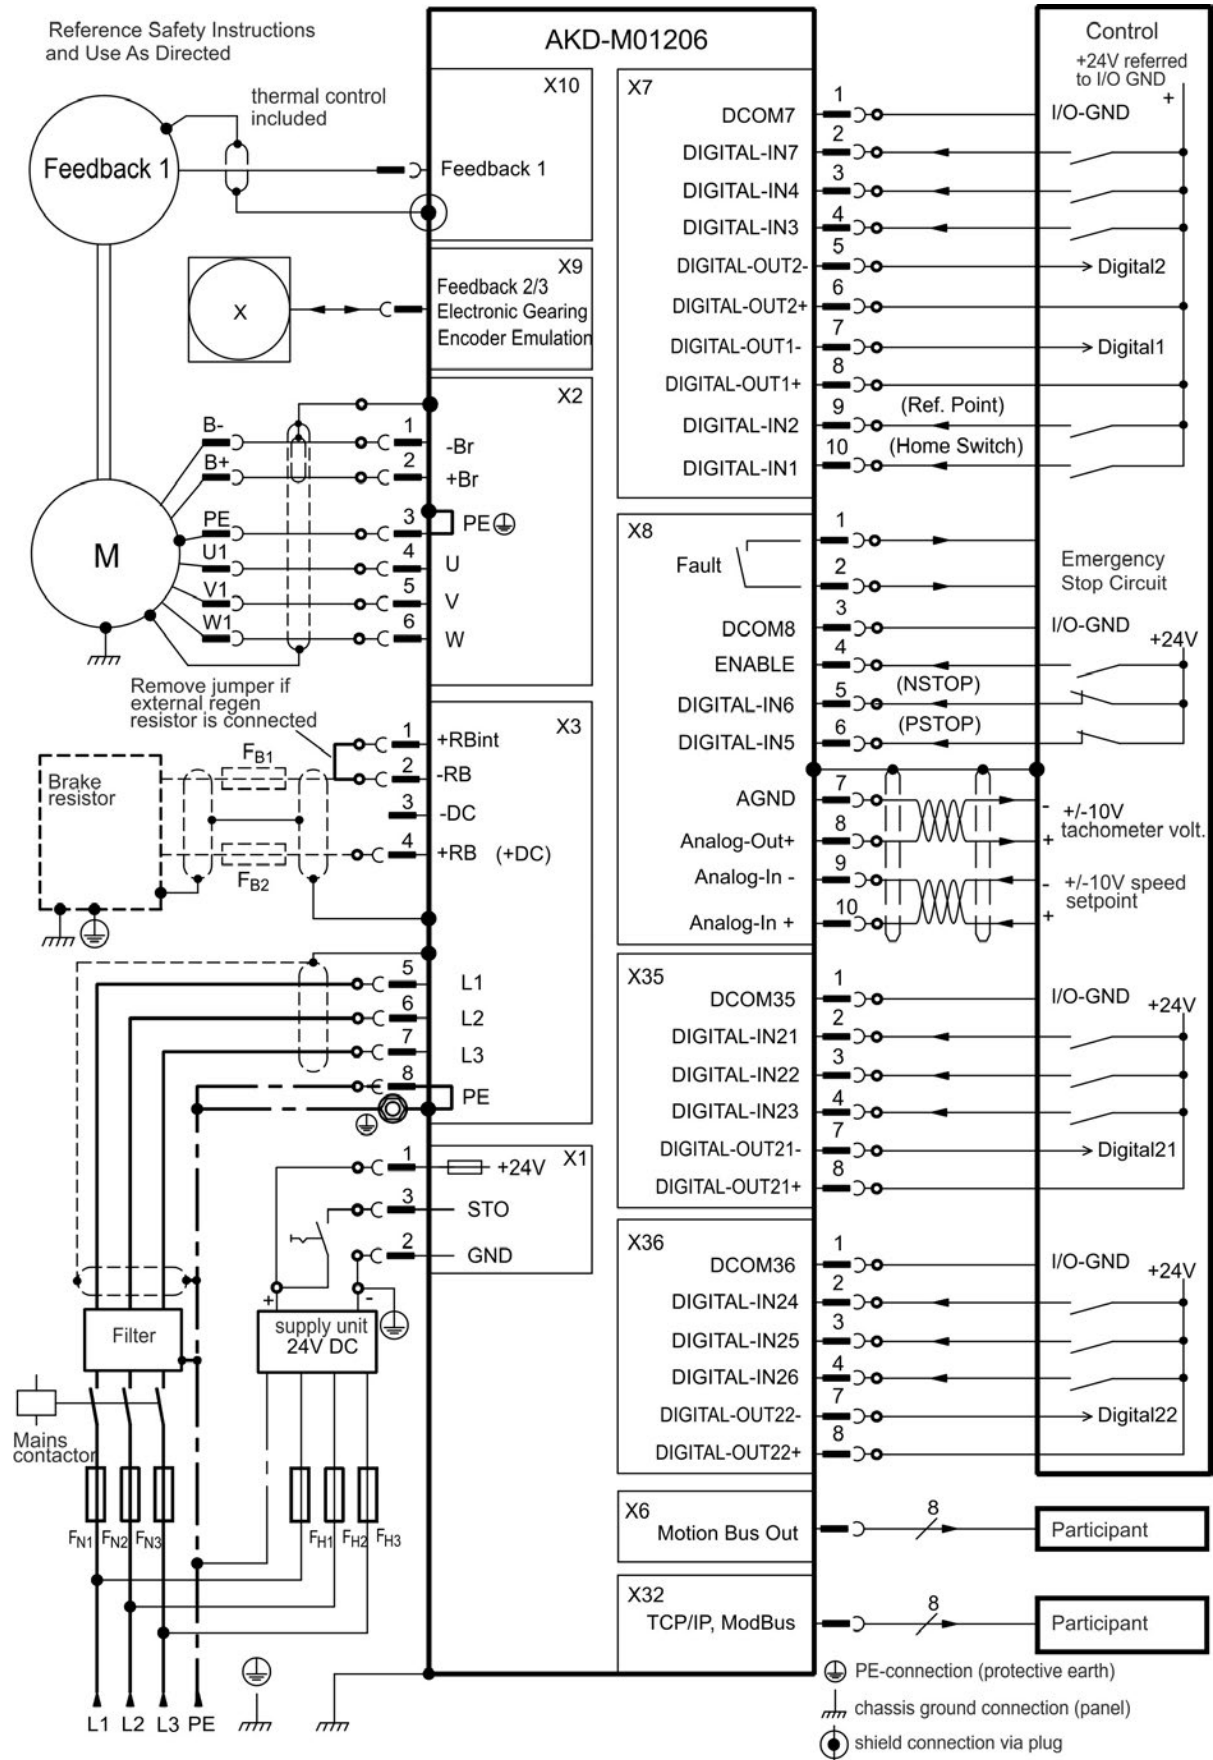 Reference Safety Instructions
and Use As Directed
AKD-M01206
Control
+24V referred
to I/O GND
+
thermal control
included
Feedback 1
X10
Feedback 1
X
X9
Feedback 2/3
Electronic Gearing
Encoder Emulation
X2
B-
1
-Br
B+
2
+Br
PE
3
PE
M
U1
4
U
V1
5
V
W1
6
W
Remove jumper if
external regen
resistor is connected
X3
1
+RBint
FB1
2
-RB
Brake
resistor
3
-DC
4
+RB (+DC)
FB2
5
L1
6
L2
7
L3
8
PE
X1
1
+24V
3
STO
2
GND
+
-
supply unit
24V DC
Filter
Mains
contactor
FN1
FN2
FN3
FH1
FH2
FH3
L1 L2 L3 PE
X7
DCOM7
1
I/O-GND
DIGITAL-IN7
2
DIGITAL-IN4
3
DIGITAL-IN3
4
DIGITAL-OUT2-
5
Digital2
DIGITAL-OUT2+
6
DIGITAL-OUT1-
7
Digital1
DIGITAL-OUT1+
8
DIGITAL-IN2
9
(Ref. Point)
DIGITAL-IN1
10
(Home Switch)
X8
Fault
1
2
Emergency
Stop Circuit
DCOM8
3
I/O-GND
+24V
ENABLE
4
DIGITAL-IN6
5
(NSTOP)
DIGITAL-IN5
6
(PSTOP)
AGND
7
-
+/-10V
tachometer volt.
Analog-Out+
8
+
Analog-In -
9
-
+/-10V speed
setpoint
Analog-In +
10
+
X35
DCOM35
1
I/O-GND
+24V
DIGITAL-IN21
2
DIGITAL-IN22
3
DIGITAL-IN23
4
DIGITAL-OUT21-
7
Digital21
DIGITAL-OUT21+
8
X36
DCOM36
1
I/O-GND
+24V
DIGITAL-IN24
2
DIGITAL-IN25
3
DIGITAL-IN26
4
DIGITAL-OUT22-
7
Digital22
DIGITAL-OUT22+
8
X6
Motion Bus Out
8
Participant
X32
TCP/IP, ModBus
8
Participant
PE-connection (protective earth)
chassis ground connection (panel)
shield connection via plug